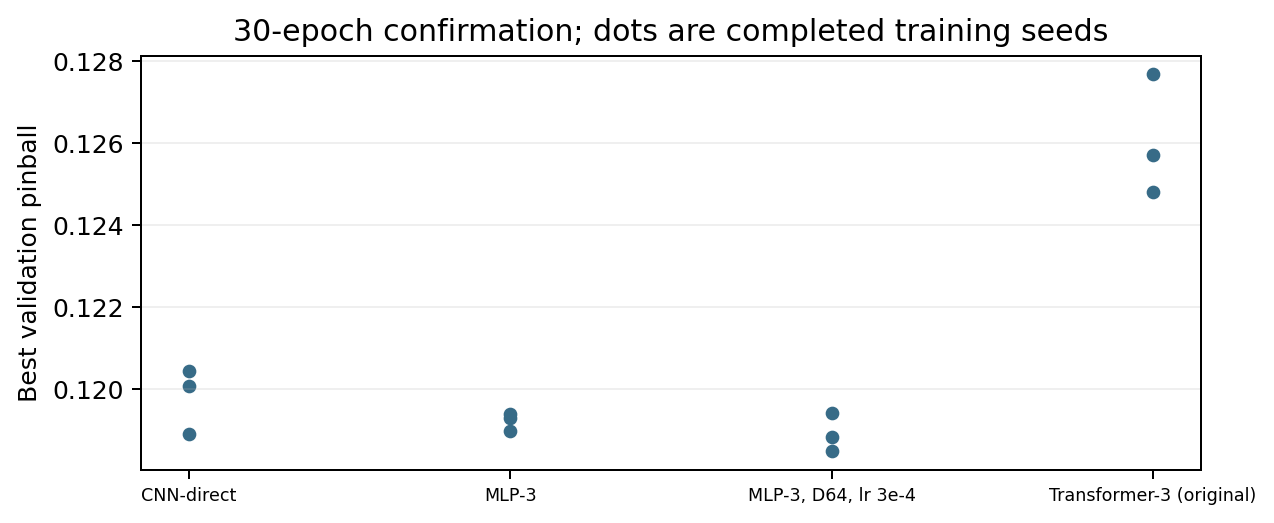 30-epoch confirmation; dots are completed training seeds
Best validation pinball
0.128
0.126
0.124
0.122
0.120
CNN-direct
MLP-3
MLP-3, D64, lr 3e-4
Transformer-3 (original)